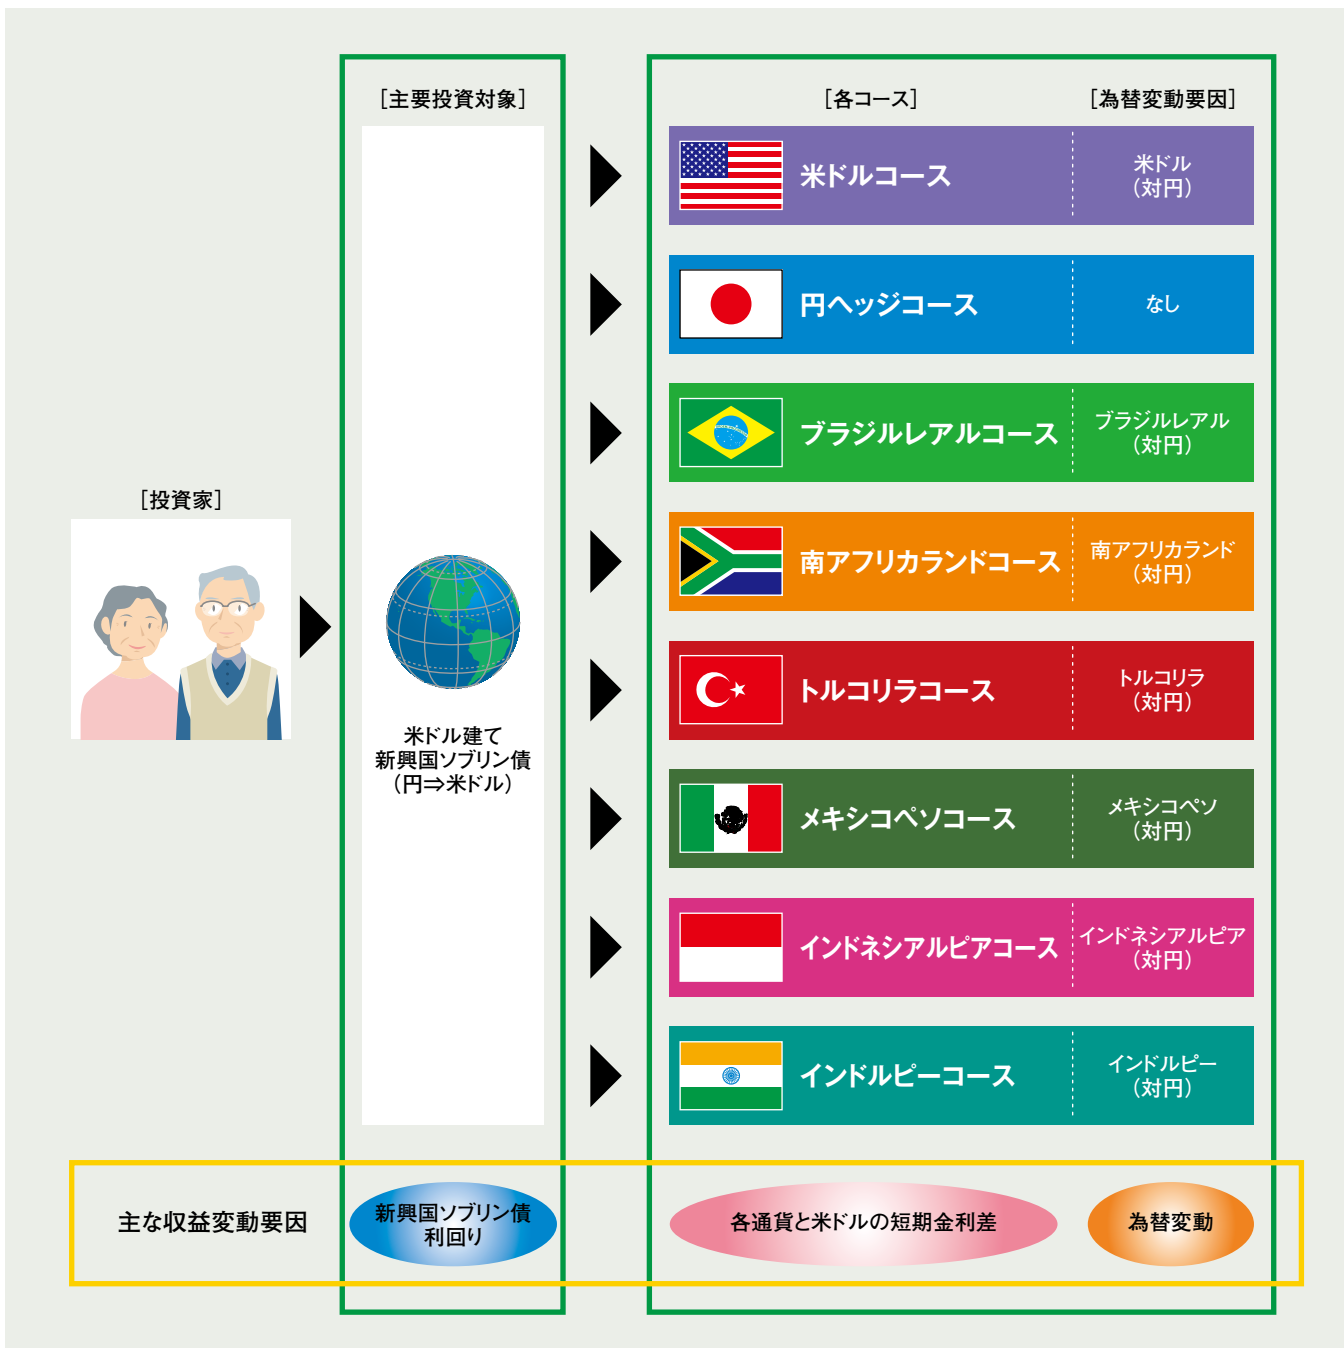 [主要投資対象]
[各コース]
[為替変動要因]
米ドルコース
米ドル
（対円）
円ヘッジコース
なし
ブラジルレアルコース
ブラジルレアル
（対円）
[投資家]
南アフリカランドコース
南アフリカランド
（対円）
トルコリラコース
トルコリラ
（対円）
米ドル建て
新興国ソブリン債
（円⇒米ドル）
メキシコペソコース
メキシコペソ
（対円）
インドネシアルピアコース
インドネシアルピア
（対円）
インドルピーコース
インドルピー
（対円）
主な収益変動要因
新興国ソブリン債
利回り
各通貨と米ドルの短期金利差
為替変動